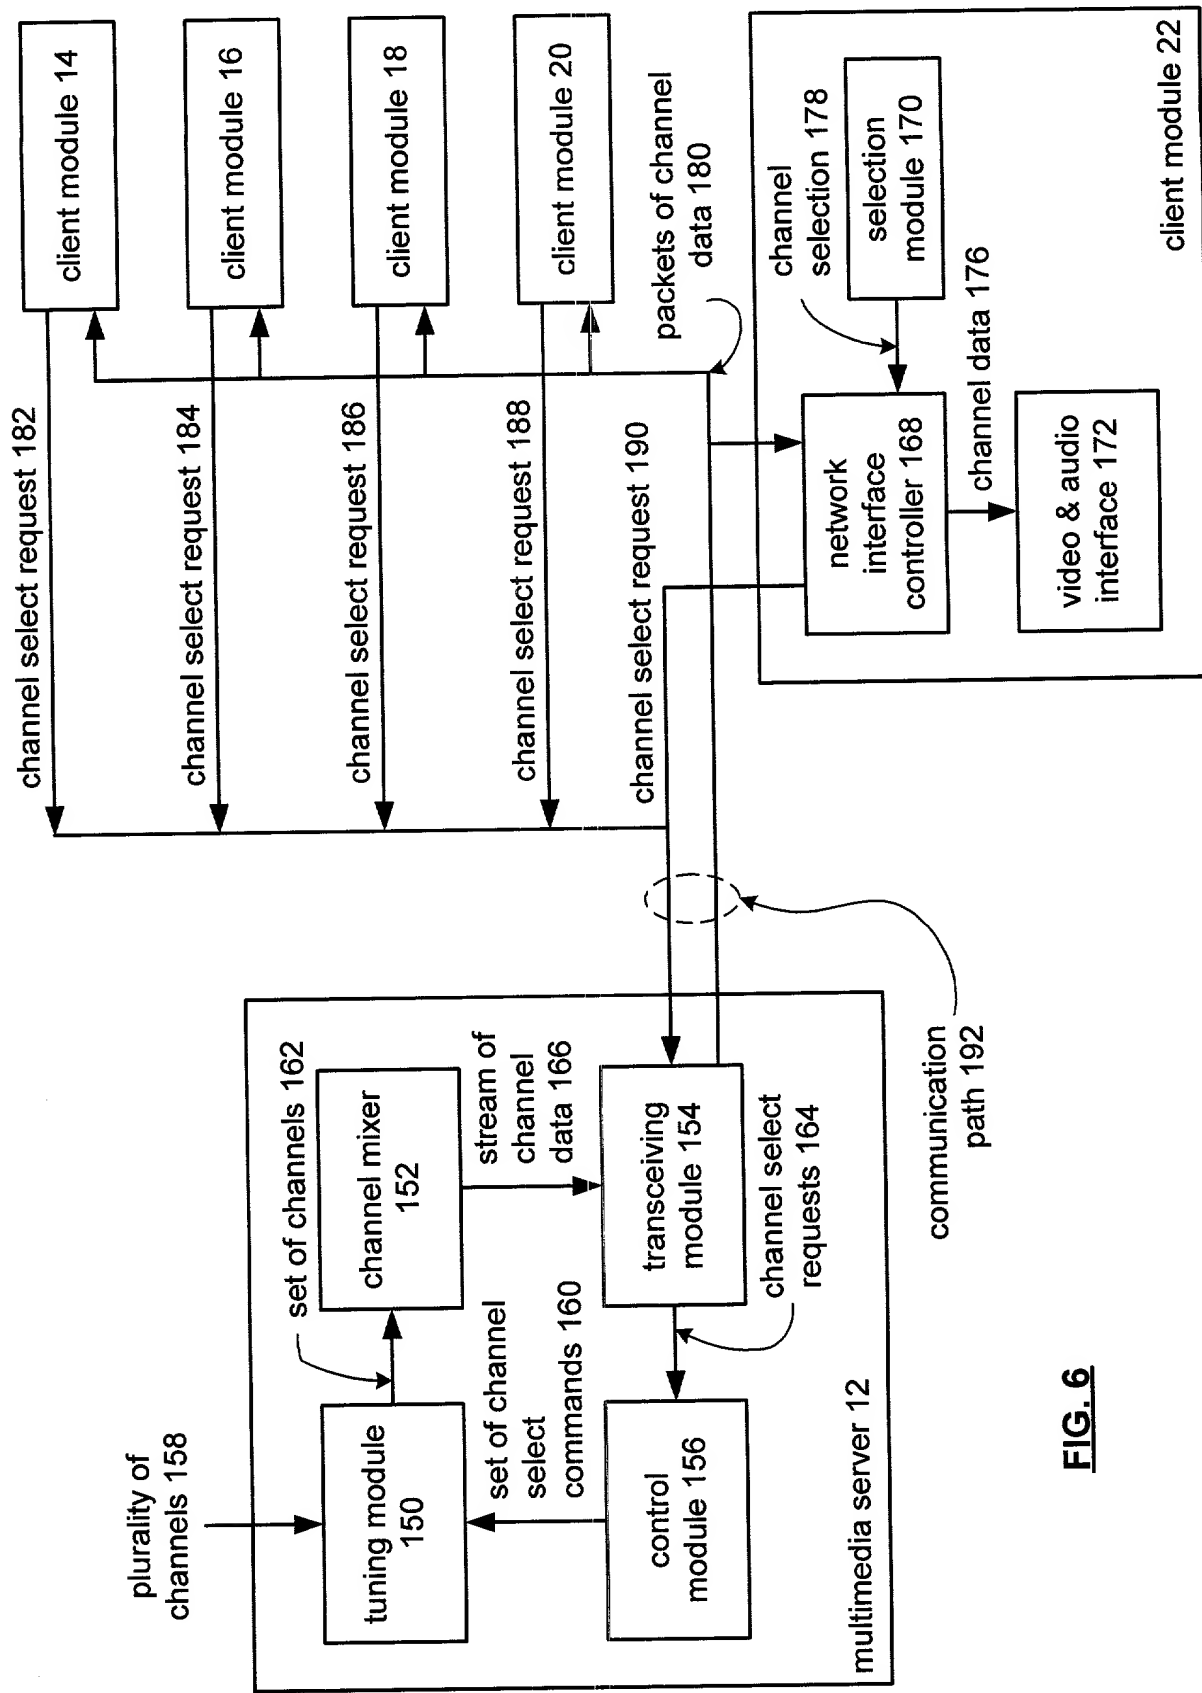 plurality of
channels 158
tuning module
150
set of channels 162
channel mixer
152
set of channel
select
commands 160
stream of
channel
data 166
control
module 156
transceiving
module 154
channel select
requests 164
multimedia server 12
communication
path 192
channel select request 182
client module 14
channel select request 184
client module 16
channel select request 186
client module 18
channel select request 188
client module 20
channel select request 190
packets of channel
data 180
channel
selection 178
network
interface
controller 168
selection
module 170
channel data 176
video & audio
interface 172
client module 22
FIG. 6